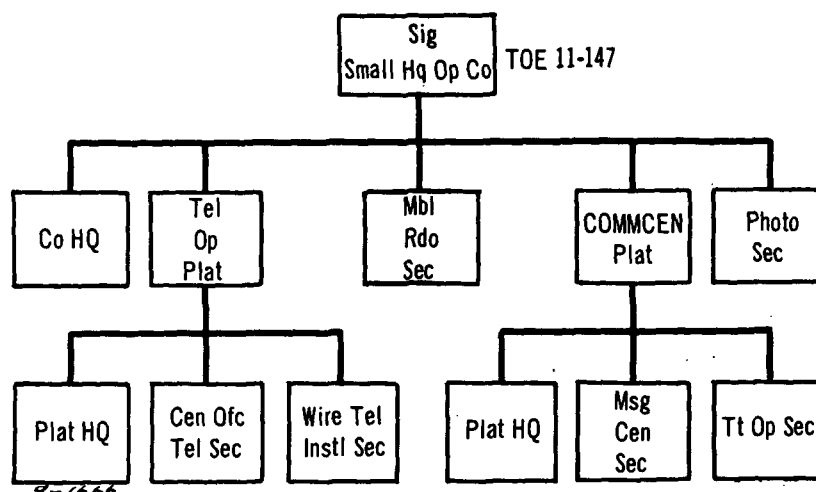 Sig
Small Hq Op Co
TOE 11-147
Co HQ
Tel
Op
Plat
Mbl
Rdo
Sec
COMMCEN
Plat
Photo
Sec
Plat HQ
Cen Ofc
Tel Sec
Wire Tel
Instl Sec
Plat HQ
Msg
Cen
Sec
Tt Op Sec